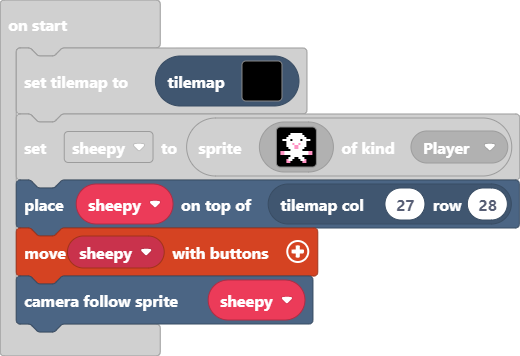 on start
set tilemap to tilemap
set sheepy to sprite of kind Player
place sheepy on top of tilemap col 27 row 28
move sheepy with buttons
camera follow sprite sheepy